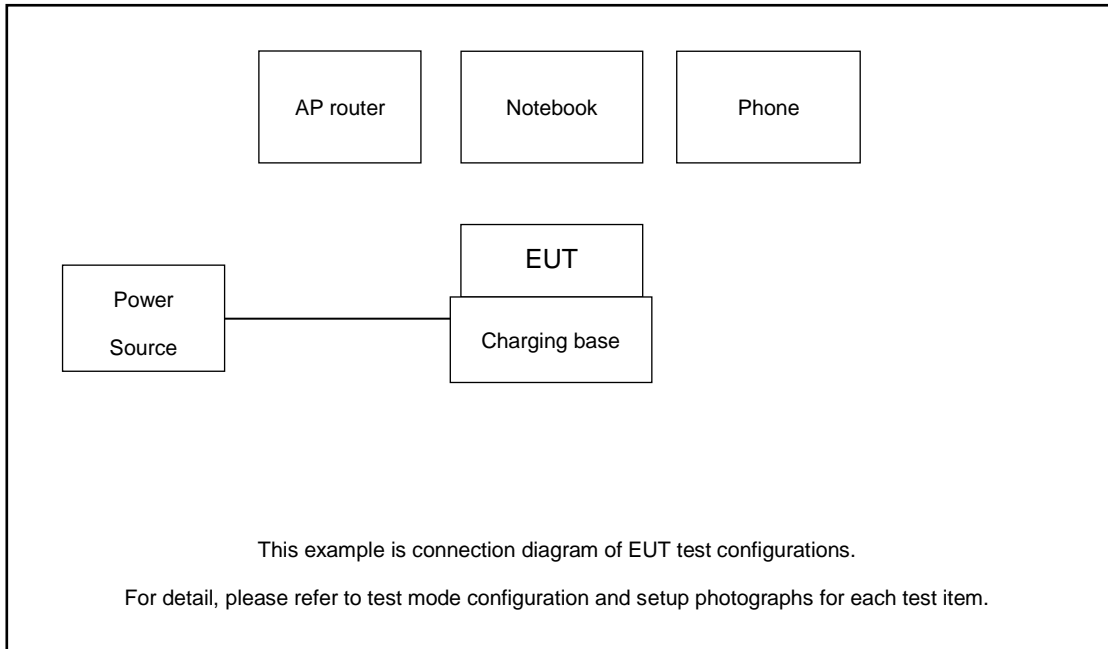 AP router
Notebook
Phone
EUT
Power
Source
Charging base
This example is connection diagram of EUT test configurations.
For detail, please refer to test mode configuration and setup photographs for each test item.